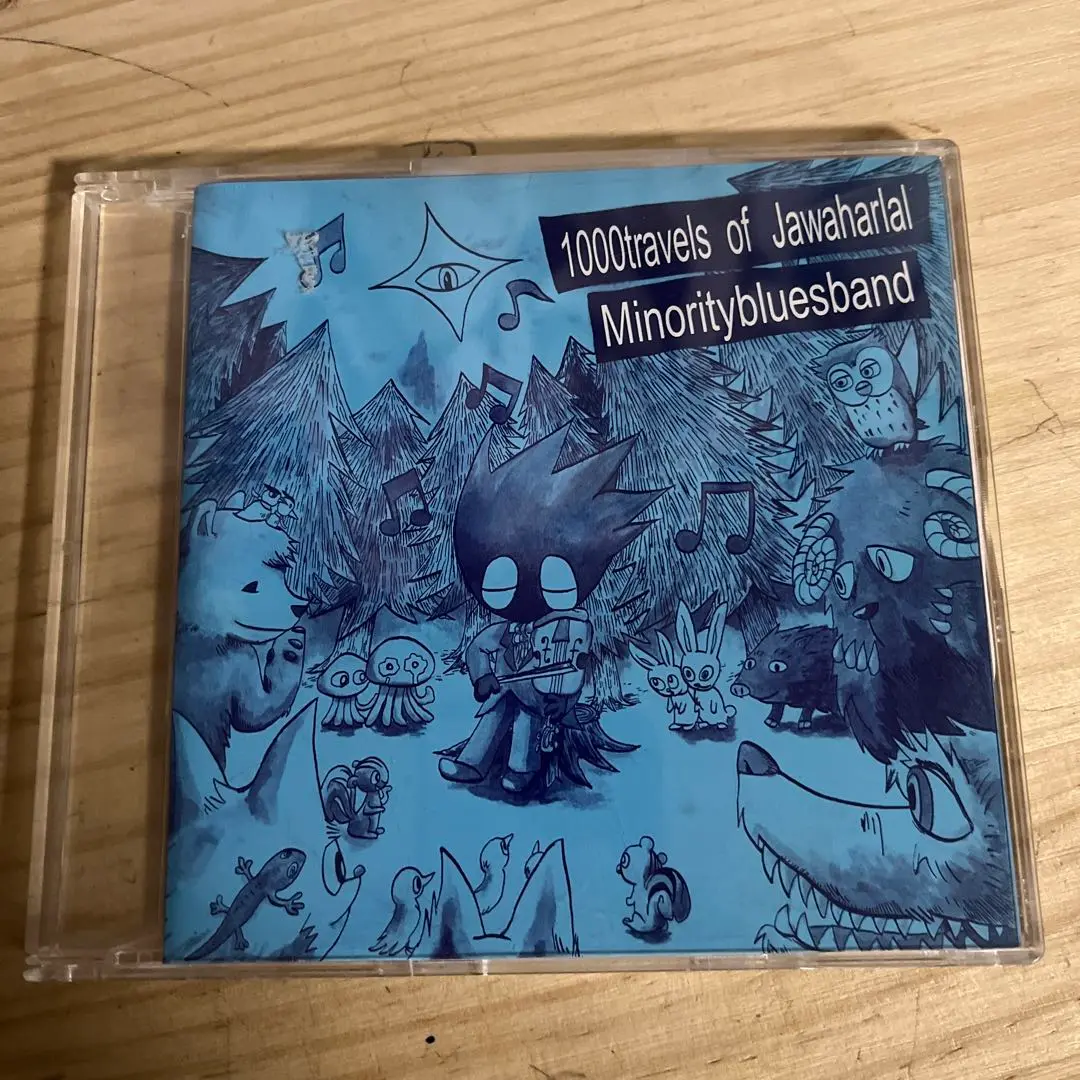 1000travels of Jawaharlal
Minoritybluesband